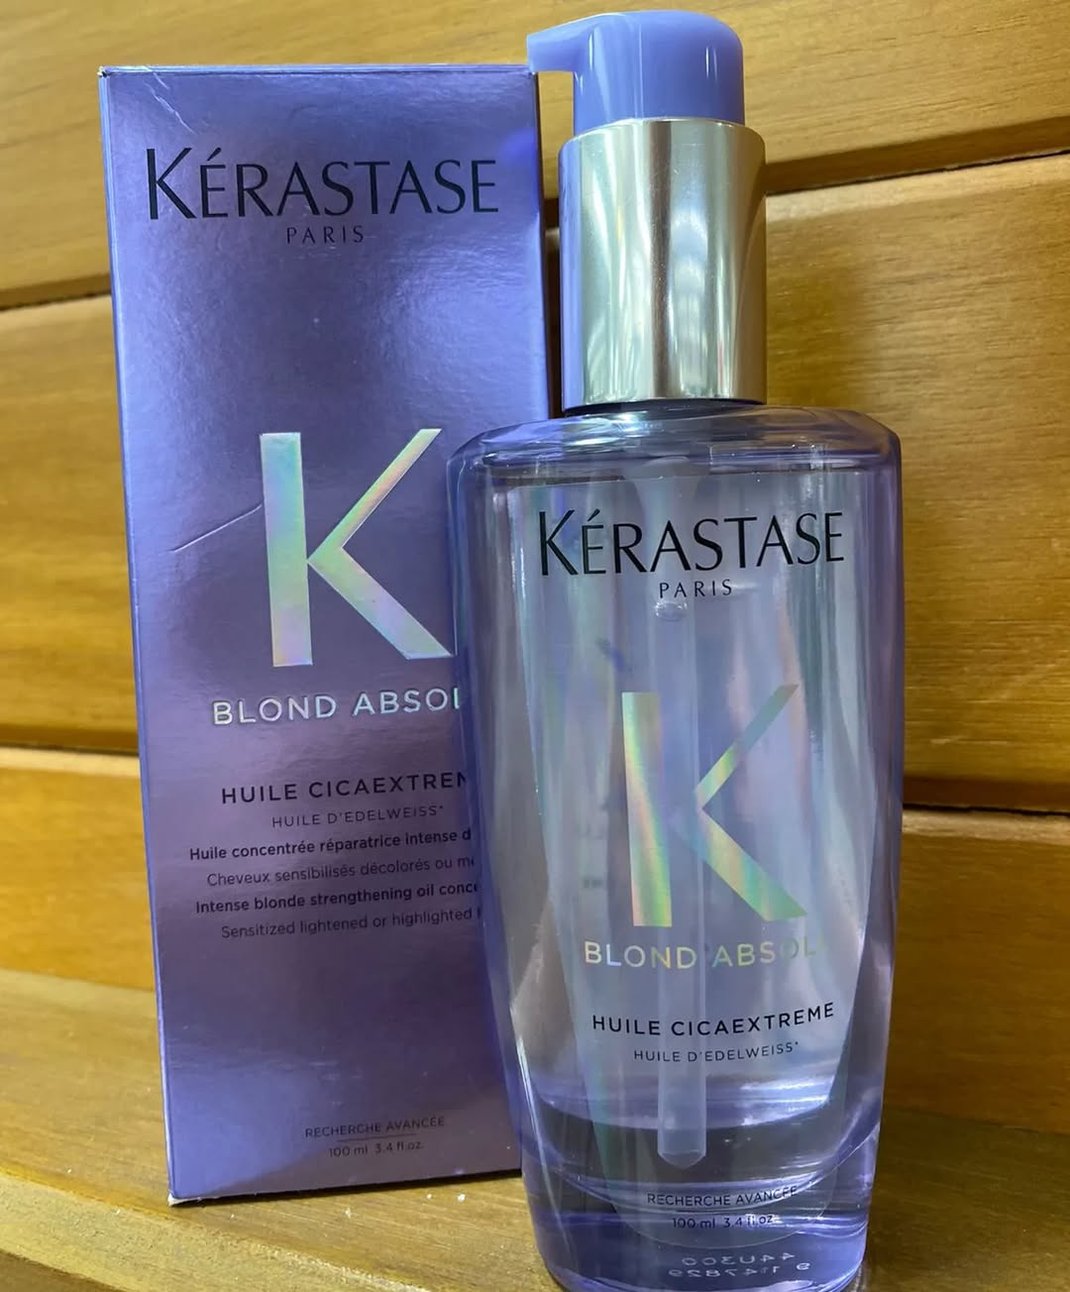 KÉRASTASE
PARIS
K
BLOND ABSOL
HUILE CICAEXTREM
HUILE D'EDELWEISS*
Huile concentrée réparatrice intense
Cheveux sensibilisés décolorés ou
Intense blonde strengthening oil
Sensitized lightened or highlighted
RECHERCHE AVANCÉE
100 ml 3.4 fl.oz.
KÉRASTASE
PARIS
K
BLOND ABSOL
HUILE CICAEXTREME
HUILE D'EDELWEISS*
RECHERCHE AVANCÉE
100 ml 3.4 fl.oz.
44U300